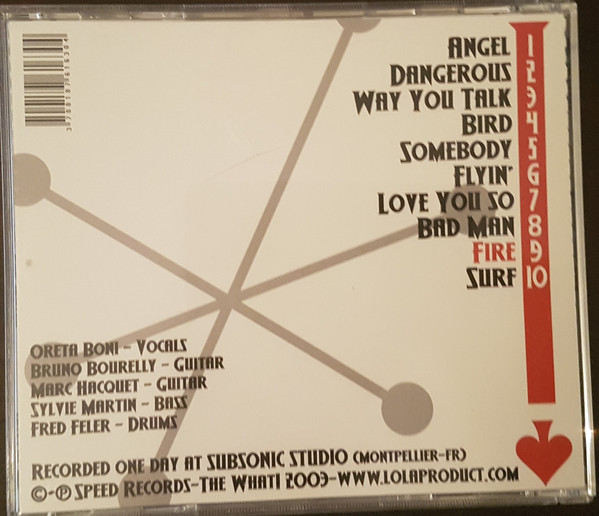 Angel 1
Dangerous 2
Way You Talk 3
Bird 4
Somebody 5
Flyin' 6
Love You So 7
Bad Man 8
Fire 9
Surf 10
Oreta Boni - Vocals
Bruno Bourelly - Guitar
Marc Hacquet - Guitar
Sylvie Martin - Bass
Fred Feler - Drums
Recorded one day at SUBSONIC STUDIO (MONTPELLIER-FR)
©-℗ Speed Records-The What! 2003-www.lolaproduct.com